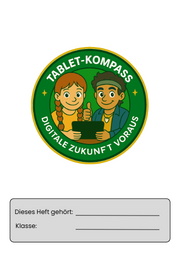 TABLET-KOMPASS
DIGITALE ZUKUNFT VORAUS
Dieses Heft gehört:
Klasse: